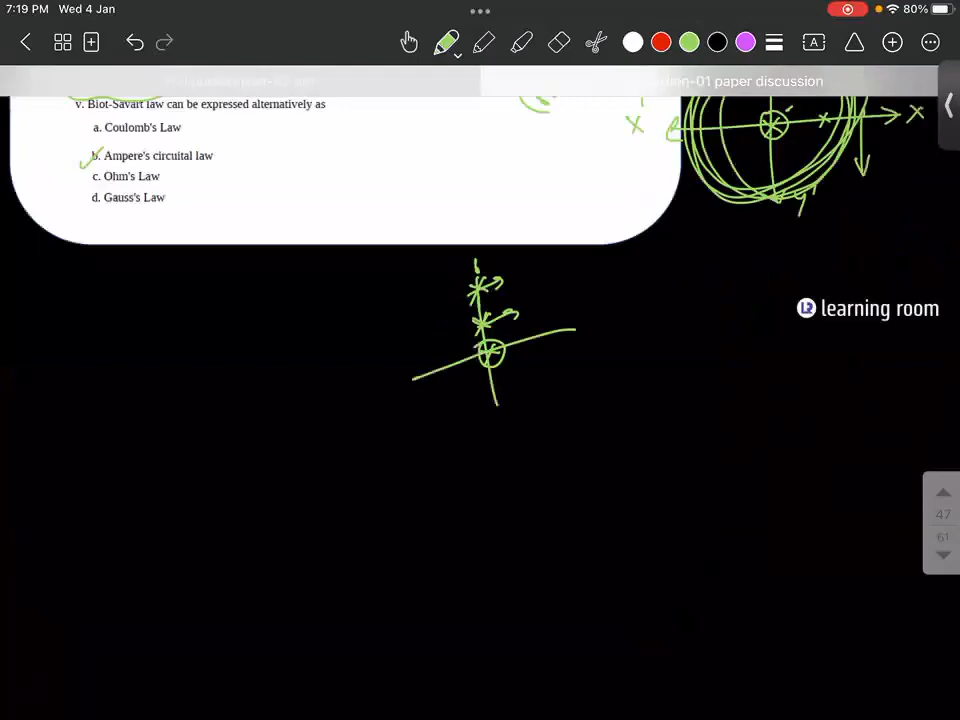 7:19 PM Wed 4 Jan
80%
A
paper discussion
v. Biot-Savart law can be expressed alternatively as
a. Coulomb's Law
b. Ampere's circuital law
c. Ohm's Law
d. Gauss's Law
X
X
y'
LR learning room
47
61